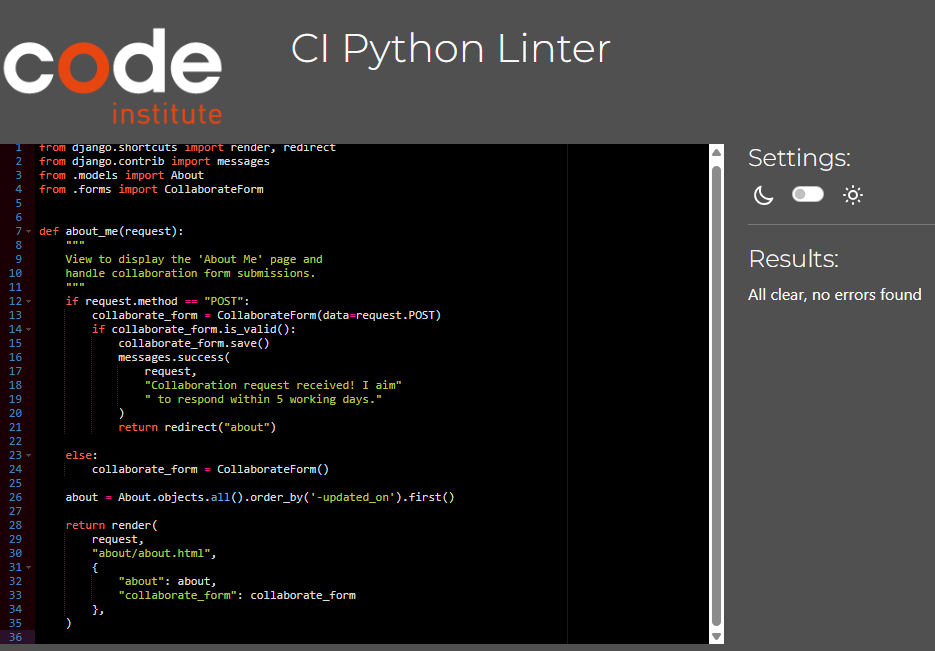 code
institute
CI Python Linter
1 from django.shortcuts import render, redirect
2 from django.contrib import messages
3 from .models import About
4 from .forms import CollaborateForm
5
6
7 def about_me(request):
8     """
9     View to display the 'About Me' page and
10     handle collaboration form submissions.
11     """
12     if request.method == "POST":
13         collaborate_form = CollaborateForm(data=request.POST)
14         if collaborate_form.is_valid():
15             collaborate_form.save()
16             messages.success(
17                 request,
18                 "Collaboration request received! I aim"
19                 " to respond within 5 working days."
20             )
21             return redirect("about")
22
23     else:
24         collaborate_form = CollaborateForm()
25
26     about = About.objects.all().order_by('-updated_on').first()
27
28     return render(
29         request,
30         "about/about.html",
31         {
32             "about": about,
33             "collaborate_form": collaborate_form
34         },
35     )
36
Settings:
Results:
All clear, no errors found